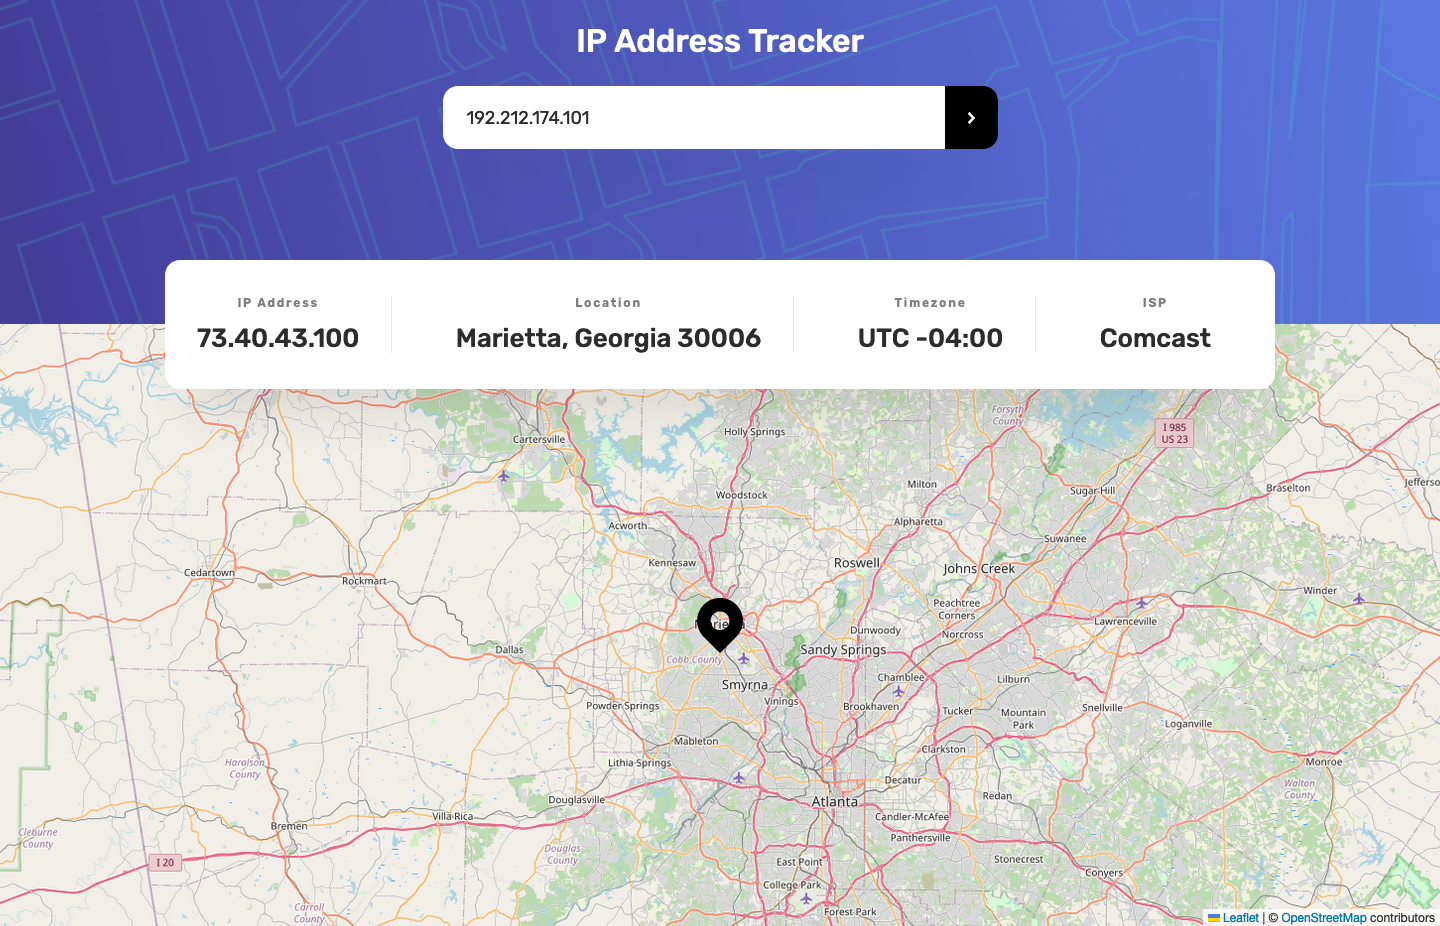 IP Address Tracker
192.212.174.101
IP Address
Location
Timezone
ISP
73.40.43.100
Marietta, Georgia 30006
UTC -04:00
Comcast
Forsyth
County
I 985
US 23
Cartersville
Holly Springs
Woodstock
Milton
Sugar Hill
Braselton
Jefferso
Acworth
Alpharetta
Suwanee
Kennesaw
Roswell
Johns Creek
Cedartown
Rockmart
Winder
Peachtree
Corners
Lawrenceville
Dunwoody
Norcross
Dallas
Sandy Springs
Cobb County
Chamblee
Lilburn
Smyrna
Vinings
Powder Springs
Brookhaven
Tucker
Mountain
Park
Snellville
Loganville
Mableton
Clarkston
Lithia Springs
Monroe
Haralson
County
Decatur
Walton
County
Redan
Douglasville
Atlanta
Villa Rica
Candler-McAfee
Bremen
Panthersville
Cleburne
County
Douglas
County
I 20
East Point
Stonecrest
Conyers
College Park
Carroll
County
Forest Park
Leaflet | © OpenStreetMap contributors